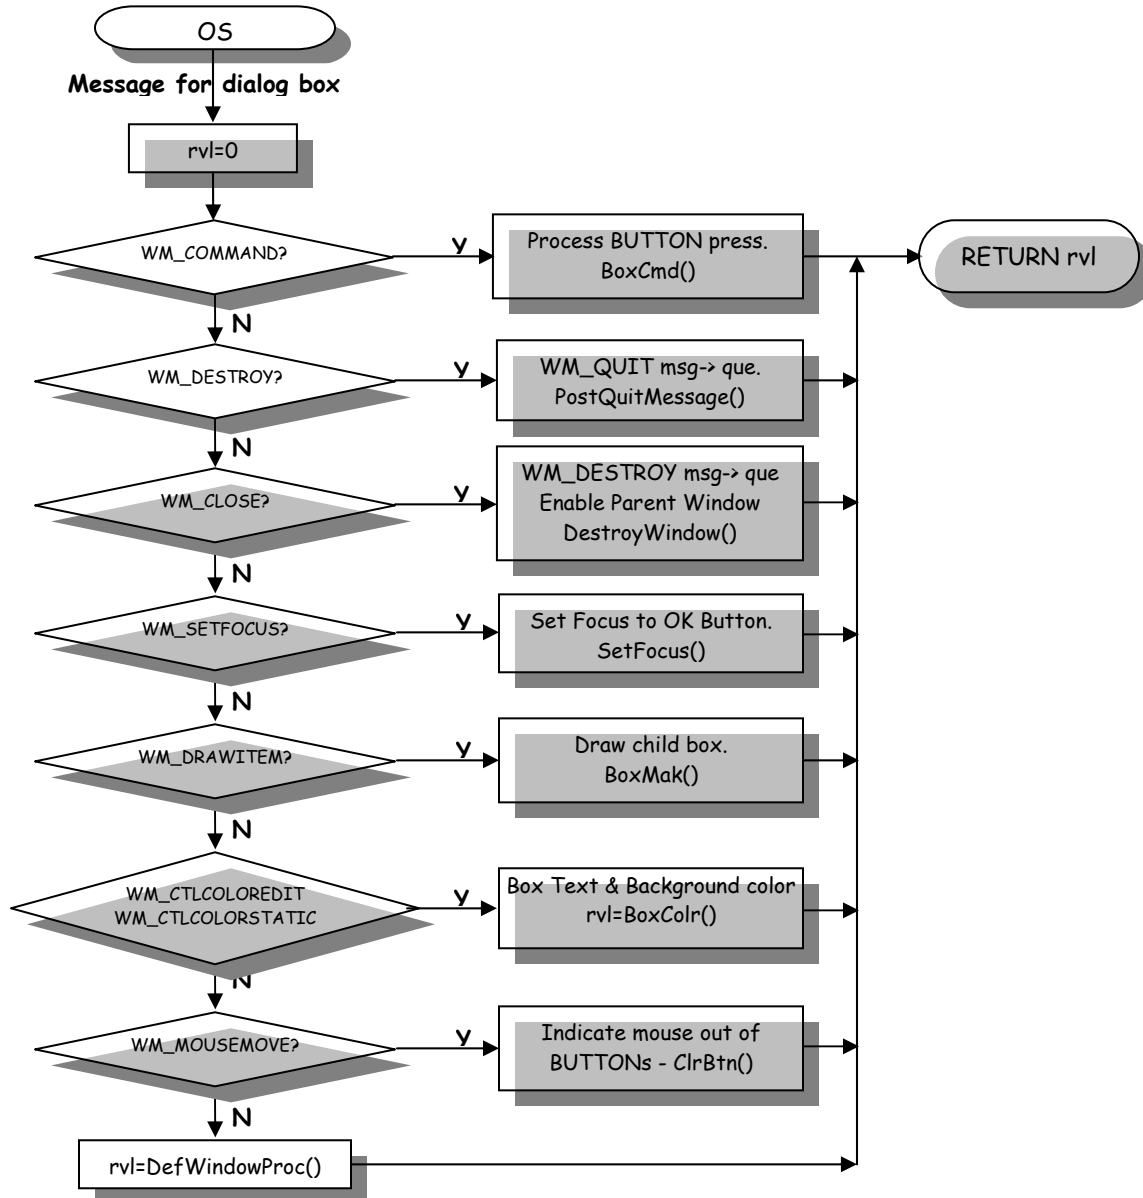 OS
Message for dialog box
rvl=0
WM_COMMAND?
Y
Process BUTTON press.
BoxCmd()
RETURN rvl
N
WM_DESTROY?
Y
WM_QUIT msg-> que.
PostQuitMessage()
N
WM_CLOSE?
Y
WM_DESTROY msg-> que
Enable Parent Window
DestroyWindow()
N
WM_SETFOCUS?
Y
Set Focus to OK Button.
SetFocus()
N
WM_DRAWITEM?
Y
Draw child box.
BoxMak()
N
WM_CTLCOLOREDIT
WM_CTLCOLORSTATIC
Y
Box Text & Background color
rvl=BoxColr()
N
WM_MOUSEMOVE?
Y
Indicate mouse out of
BUTTONs - ClrBtn()
N
rvl=DefWindowProc()